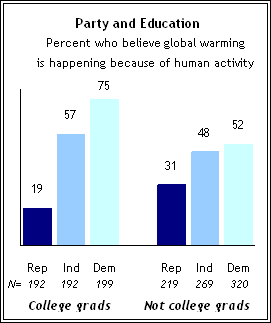 Party and Education
Percent who believe global warming
is happening because of human activity
19 57 75 31 48 52
Rep Ind Dem Rep Ind Dem
N= 192 192 199 219 269 320
College grads Not college grads